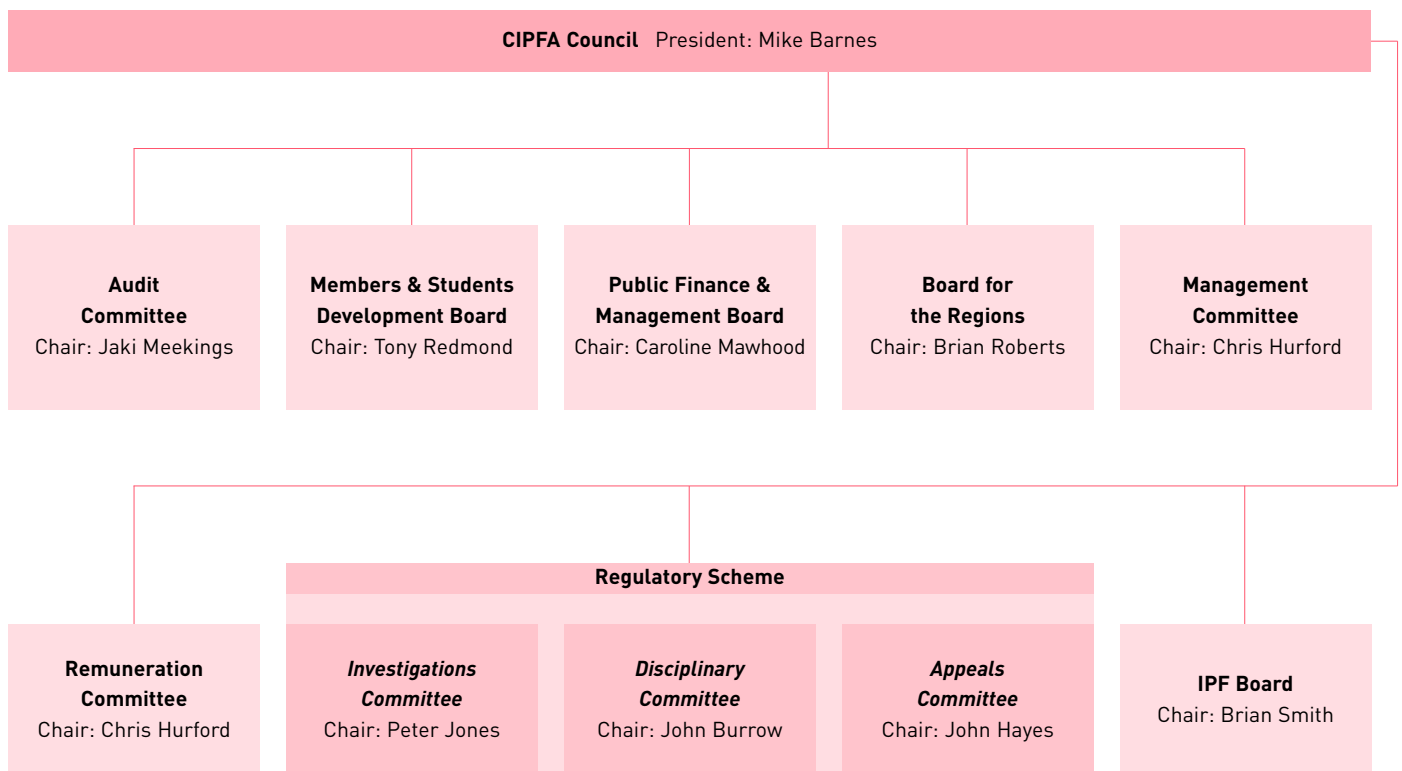 CIPFA Council President: Mike Barnes
Audit
Committee
Chair: Jaki Meekings
Members & Students
Development Board
Chair: Tony Redmond
Public Finance &
Management Board
Chair: Caroline Mawhood
Board for
the Regions
Chair: Brian Roberts
Management
Committee
Chair: Chris Hurford
Regulatory Scheme
Remuneration
Committee
Chair: Chris Hurford
Investigations
Committee
Chair: Peter Jones
Disciplinary
Committee
Chair: John Burrow
Appeals
Committee
Chair: John Hayes
IPF Board
Chair: Brian Smith